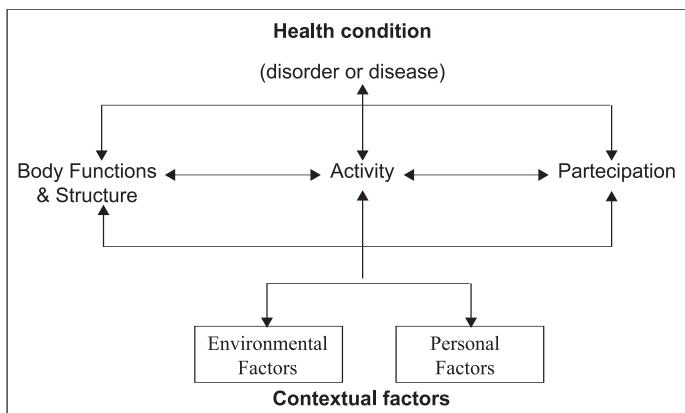 Health condition
(disorder or disease)
Body Functions
& Structure
Activity
Partecipation
Environmental
Factors
Personal
Factors
Contextual factors